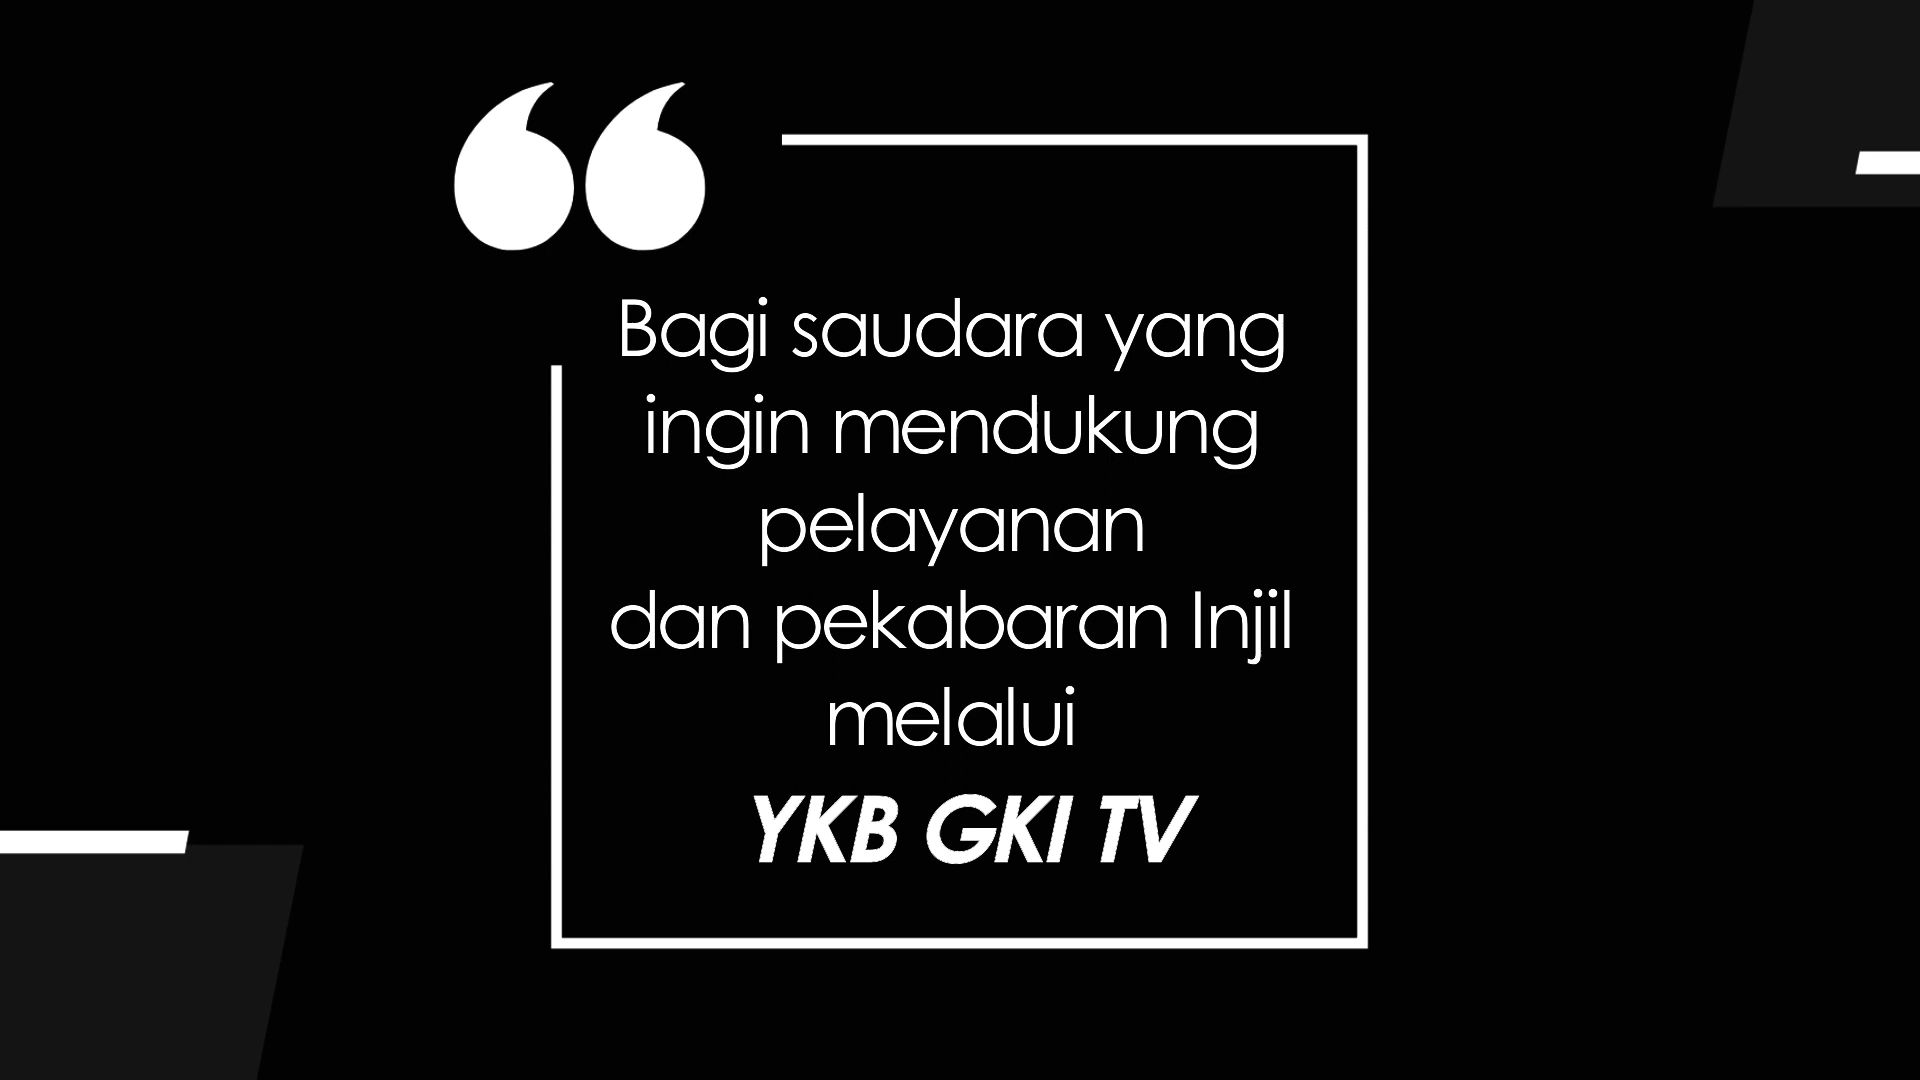 Bagi saudara yang
ingin mendukung
pelayanan
dan pekabaran Injil
melalui
YKB GKI TV